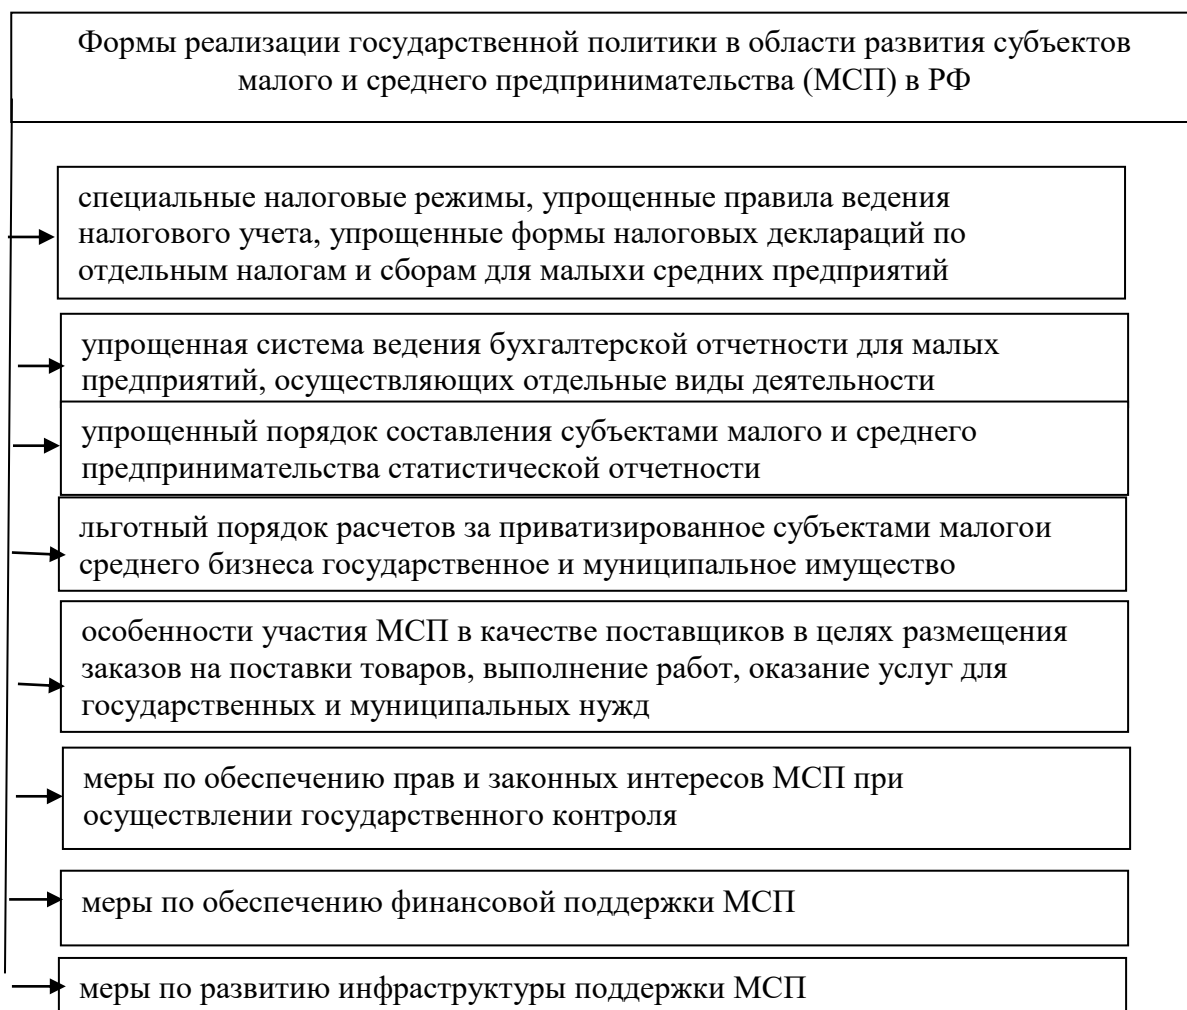 Формы реализации государственной политики в области развития субъектов
малого и среднего предпринимательства (МСП) в РФ
специальные налоговые режимы, упрощенные правила ведения
налогового учета, упрощенные формы налоговых деклараций по
отдельным налогам и сборам для малыхи средних предприятий
упрощенная система ведения бухгалтерской отчетности для малых
предприятий, осуществляющих отдельные виды деятельности
упрощенный порядок составления субъектами малого и среднего
предпринимательства статистической отчетности
льготный порядок расчетов за приватизированное субъектами малогои
среднего бизнеса государственное и муниципальное имущество
особенности участия МСП в качестве поставщиков в целях размещения
заказов на поставки товаров, выполнение работ, оказание услуг для
государственных и муниципальных нужд
меры по обеспечению прав и законных интересов МСП при
осуществлении государственного контроля
меры по обеспечению финансовой поддержки МСП
меры по развитию инфраструктуры поддержки МСП